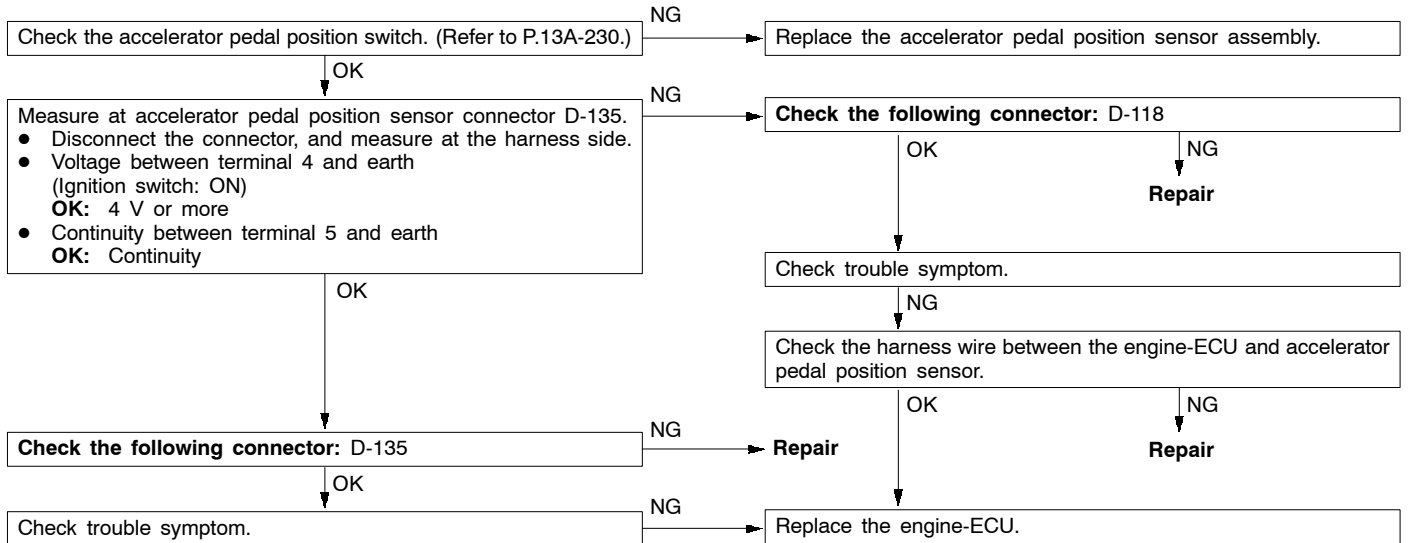 NG
Check the accelerator pedal position switch. (Refer to P.13A-230.)
Replace the accelerator pedal position sensor assembly.
OK
NG
Measure at accelerator pedal position sensor connector D-135.
● Disconnect the connector, and measure at the harness side.
● Voltage between terminal 4 and earth
(Ignition switch: ON)
OK: 4 V or more
● Continuity between terminal 5 and earth
OK: Continuity
Check the following connector: D-118
OK
NG
Repair
Check trouble symptom.
OK
NG
Check the harness wire between the engine-ECU and accelerator
pedal position sensor.
OK
NG
Check the following connector: D-135
NG
Repair
Repair
OK
NG
Check trouble symptom.
Replace the engine-ECU.